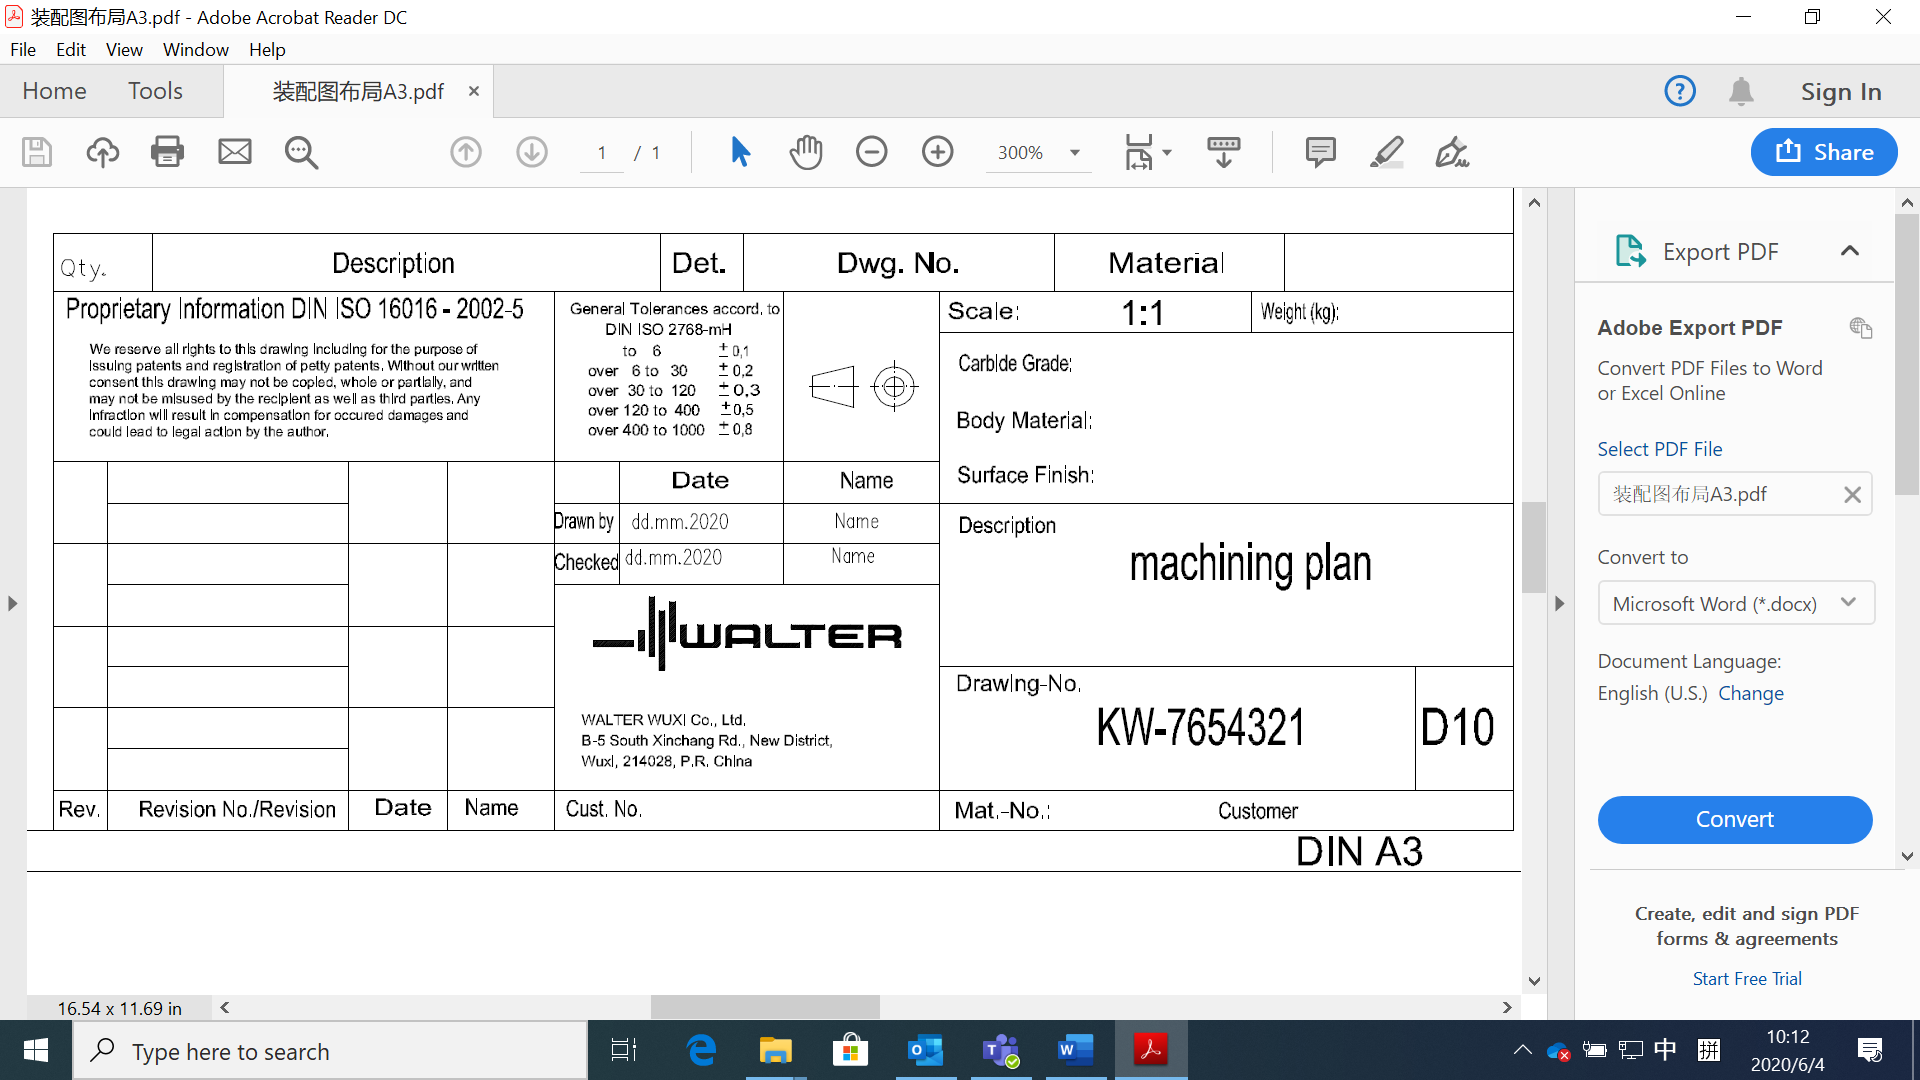 装配图布局A3.pdf - Adobe Acrobat Reader DC
File Edit View Window Help
Home Tools 装配图布局A3.pdf × ? Sign In
1 / 1 300% Share
Qty. Description Det. Dwg. No. Material
Proprietary Information DIN ISO 16016 - 2002-5
We reserve all rights to this drawing including for the purpose of
issuing patents and registration of petty patents. Without our written
consent this drawing may not be copied, whole or partially, and
may not be misused by the recipient as well as third parties. Any
infraction will result in compensation for occured damages and
could lead to legal action by the author.
General Tolerances accord. to
DIN ISO 2768-mH
to 6 ±0,1
over 6 to 30 ±0,2
over 30 to 120 ±0,3
over 120 to 400 ±0,5
over 400 to 1000 ±0,8
Scale: 1:1 Weight (kg):
Carbide Grade:
Body Material:
Surface Finish:
Date Name
Drawn by dd.mm.2020 Name
Checked dd.mm.2020 Name
Description
machining plan
WALTER
WALTER WUXI Co., Ltd.
B-5 South Xinchang Rd., New District,
Wuxi, 214028, P.R. China
Drawing-No.
KW-7654321 D10
Rev. Revision No./Revision Date Name Cust. No. Mat.-No.: Customer
DIN A3
16.54 x 11.69 in
Export PDF
Adobe Export PDF
Convert PDF Files to Word
or Excel Online
Select PDF File
装配图布局A3.pdf
Convert to
Microsoft Word (*.docx)
Document Language:
English (U.S.) Change
Convert
Create, edit and sign PDF
forms & agreements
Start Free Trial
Type here to search
中 拼
10:12
2020/6/4